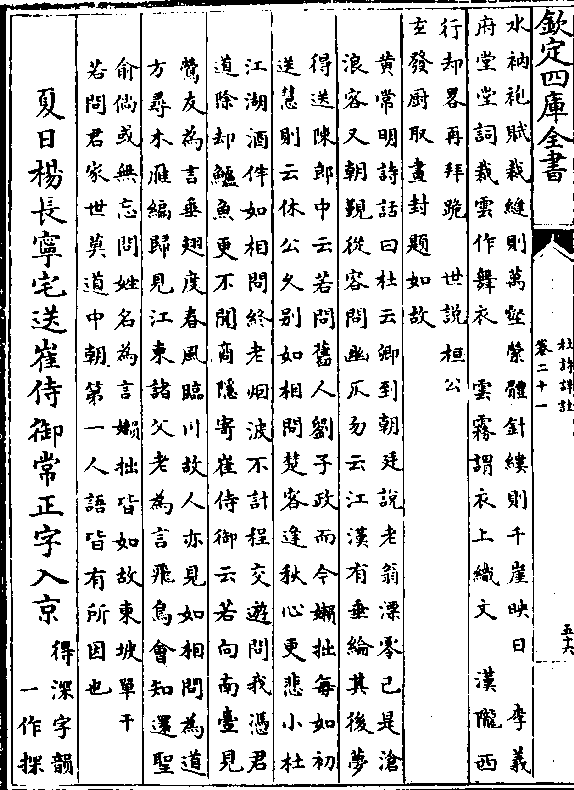 欽定四庫全書
杜詩詳註
卷二十一
五六
水衲袍賦裁縫則萬壑縈體針縷則千崖映日　李義
府堂堂詞裁雲作舞衣　雲霧謂衣上織文　漢隴西
行却畧再拜跪　世說桓公
玄發厨取畫封題如故
黄常明詩話曰杜云卿到朝廷說老翁漂零已是滄
浪客又朝覲從容問幽仄勿云江漢有垂綸其後夢
得送陳郎中云若問舊人劉子政而今嬾拙每如初
送慧則云休公久别如相問楚客逢秋心更悲小杜
江湖酒伴如相問終老烟波不計程交遊問我憑君
道除却鱸魚更不聞商隱寄崔侍御云若向南臺見
鶯友為言垂翅度春風臨川故人亦見如相問為道
方尋木雁編歸見江東諸父老為言飛鳥會知還聖
俞倘或無忘問姓名為言嬾拙皆如故東坡單于
若問君家世莫道中朝第一人語皆有所因也
夏日楊長寧宅送崔侍御常正字入京
得深字韻
一作探